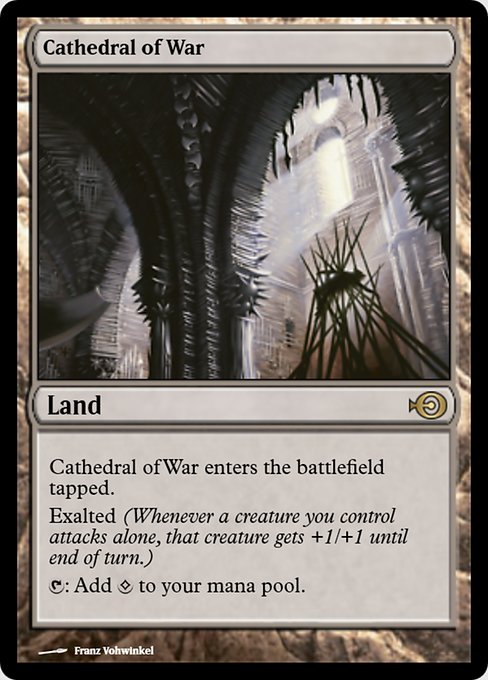 Cathedral of War
Land
Cathedral of War enters the battlefield
tapped.
Exalted (Whenever a creature you control
attacks alone, that creature gets +1/+1 until
end of turn.)
: Add to your mana pool.
Franz Vohwinkel